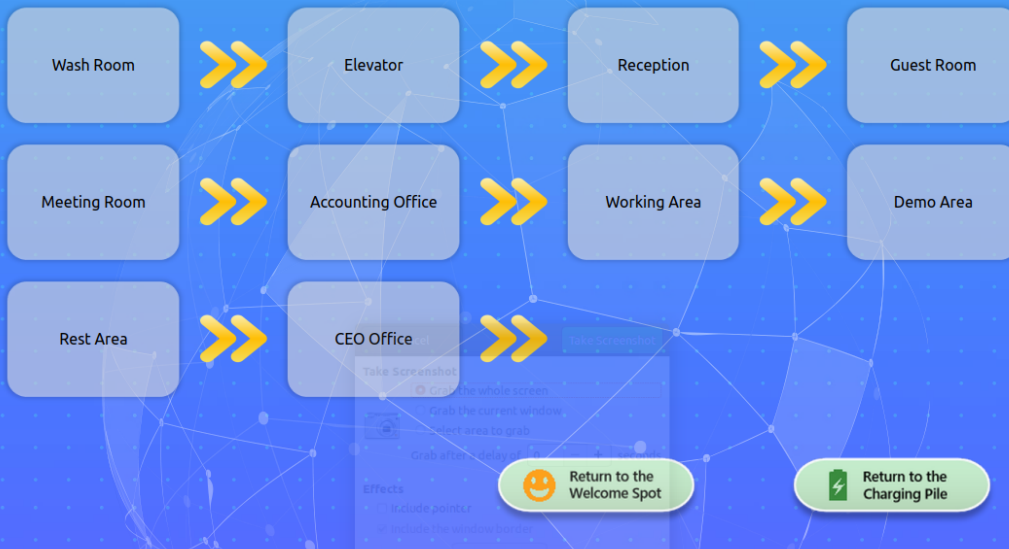 Wash Room
Elevator
Reception
Guest Room
Meeting Room
Accounting Office
Working Area
Demo Area
Rest Area
CEO Office
Take Screenshot
Take Screenshot
Grab the whole screen
Grab the current window
Select area to grab
Grab after a delay of 0 - + seconds
Return to the
Welcome Spot
Return to the
Charging Pile
Effects
Include pointer
Include the window border